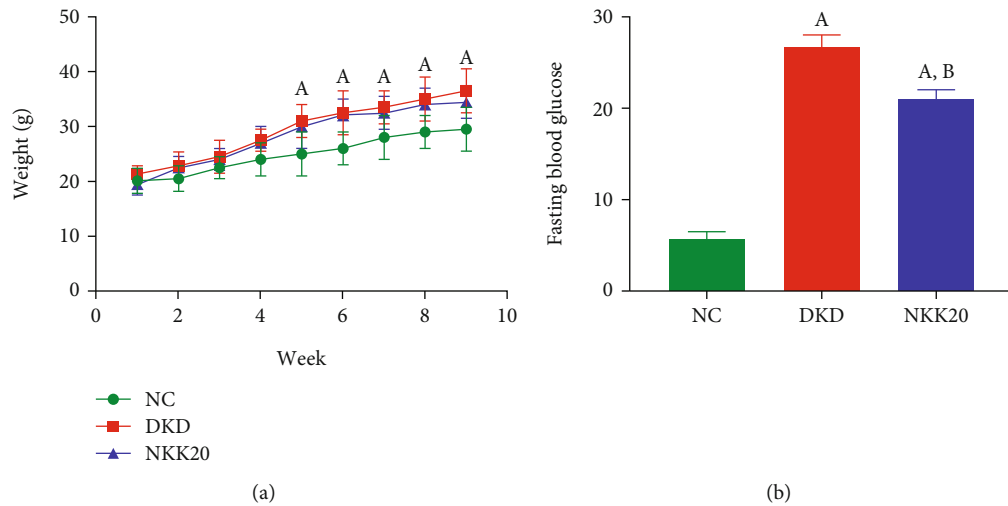 50
40
30
20
10
0
Weight (g)
A
A
A
A
A
0
2
4
6
8
10
Week
NC
DKD
NKK20
(a)
30
20
10
0
Fasting blood glucose
A
A, B
NC
DKD
NKK20
(b)